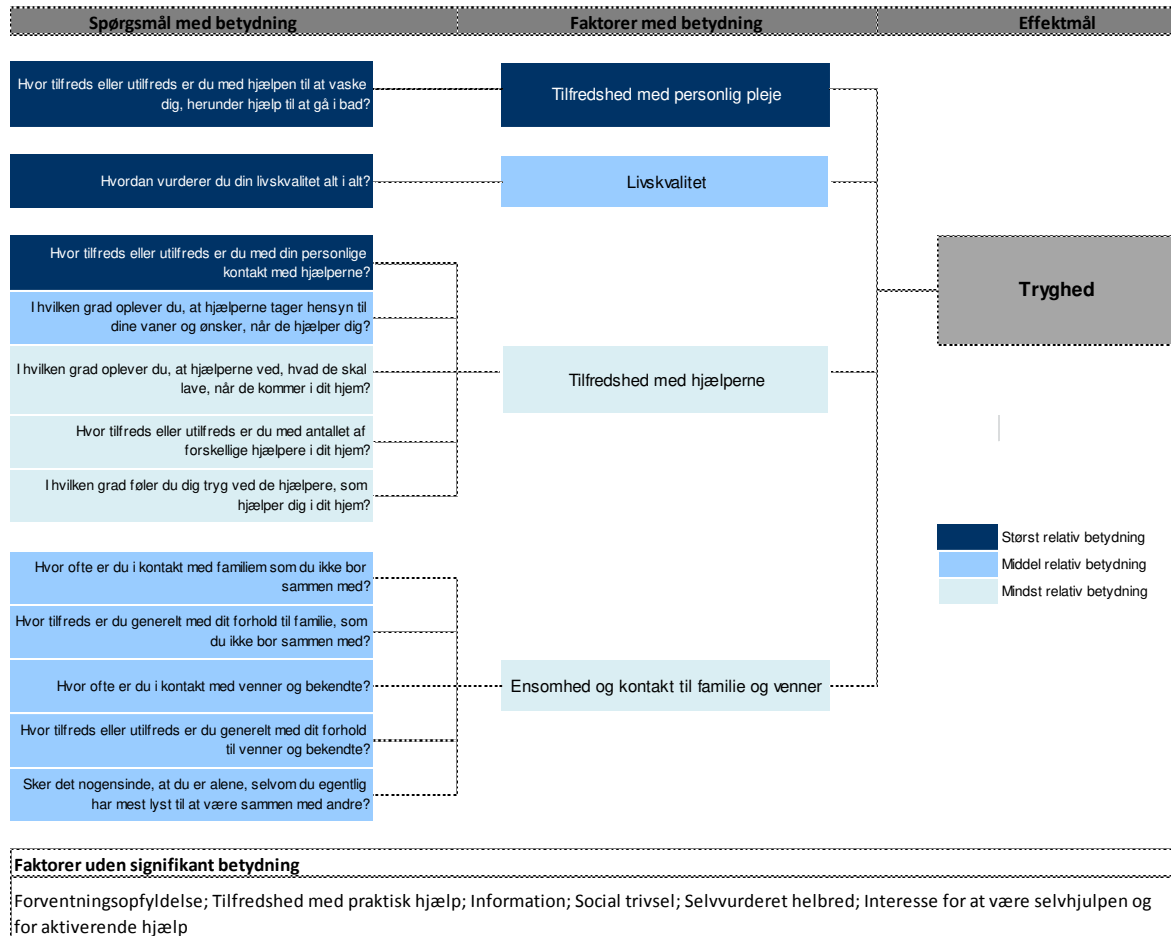 Spørgsmål med betydning
Faktorer med betydning
Effektmål
Hvor tilfreds eller utilfreds er du med hjælpen til at vaske
dig, herunder hjælp til at gå i bad?
Tilfredshed med personlig pleje
Hvordan vurderer du din livskvalitet alt i alt?
Livskvalitet
Hvor tilfreds eller utilfreds er du med din personlige
kontakt med hjælperne?
I hvilken grad oplever du, at hjælperne tager hensyn til
dine vaner og ønsker, når de hjælper dig?
I hvilken grad oplever du, at hjælperne ved, hvad de skal
lave, når de kommer i dit hjem?
Hvor tilfreds eller utilfreds er du med antallet af
forskellige hjælpere i dit hjem?
I hvilken grad føler du dig tryg ved de hjælpere, som
hjælper dig i dit hjem?
Tilfredshed med hjælperne
Tryghed
Hvor ofte er du i kontakt med familiem som du ikke bor
sammen med?
Hvor tilfreds er du generelt med dit forhold til familie, som
du ikke bor sammen med?
Hvor ofte er du i kontakt med venner og bekendte?
Hvor tilfreds eller utilfreds er du generelt med dit forhold
til venner og bekendte?
Sker det nogensinde, at du er alene, selvom du egentlig
har mest lyst til at være sammen med andre?
Ensomhed og kontakt til familie og venner
Størst relativ betydning
Middel relativ betydning
Mindst relativ betydning
Faktorer uden signifikant betydning
Forventningsopfyldelse; Tilfredshed med praktisk hjælp; Information; Social trivsel; Selvvurderet helbred; Interesse for at være selvhjulpen og
for aktiverende hjælp